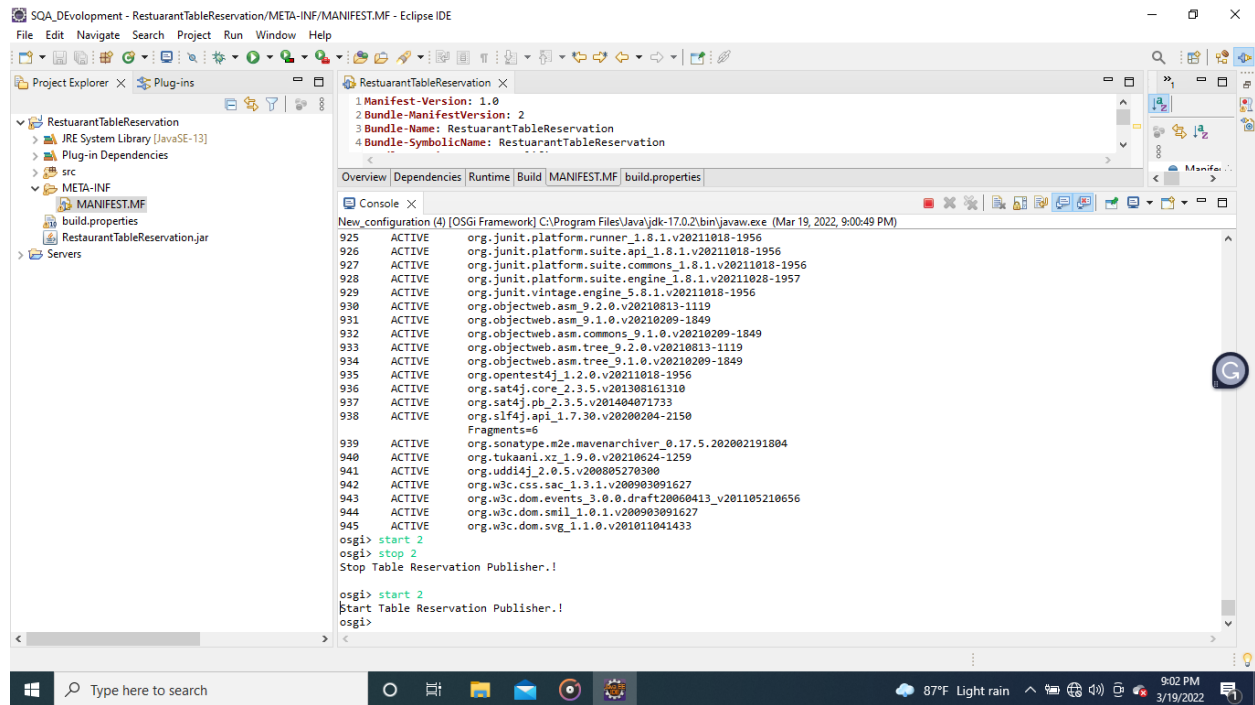 SQA_DEvolopment - RestuarantTableReservation/META-INF/MANIFEST.MF - Eclipse IDE
File Edit Navigate Search Project Run Window Help
Project Explorer Plug-ins
RestuarantTableReservation
JRE System Library [JavaSE-13]
Plug-in Dependencies
src
META-INF
MANIFEST.MF
build.properties
RestaurantTableReservation.jar
Servers
RestuarantTableReservation
1 Manifest-Version: 1.0
2 Bundle-ManifestVersion: 2
3 Bundle-Name: RestuarantTableReservation
4 Bundle-SymbolicName: RestuarantTableReservation
Overview Dependencies Runtime Build MANIFEST.MF build.properties
Console
New_configuration (4) [OSGi Framework] C:\Program Files\Java\jdk-17.0.2\bin\javaw.exe (Mar 19, 2022, 9:00:49 PM)
925 ACTIVE org.junit.platform.runner_1.8.1.v20211018-1956
926 ACTIVE org.junit.platform.suite.api_1.8.1.v20211018-1956
927 ACTIVE org.junit.platform.suite.commons_1.8.1.v20211018-1956
928 ACTIVE org.junit.platform.suite.engine_1.8.1.v20211028-1957
929 ACTIVE org.junit.vintage.engine_5.8.1.v20211018-1956
930 ACTIVE org.objectweb.asm_9.2.0.v20210813-1119
931 ACTIVE org.objectweb.asm_9.1.0.v20210209-1849
932 ACTIVE org.objectweb.asm.commons_9.1.0.v20210209-1849
933 ACTIVE org.objectweb.asm.tree_9.2.0.v20210813-1119
934 ACTIVE org.objectweb.asm.tree_9.1.0.v20210209-1849
935 ACTIVE org.opentest4j_1.2.0.v20211018-1956
936 ACTIVE org.sat4j.core_2.3.5.v201308161310
937 ACTIVE org.sat4j.pb_2.3.5.v201404071733
938 ACTIVE org.slf4j.api_1.7.30.v20200204-2150
Fragments=6
939 ACTIVE org.sonatype.m2e.mavenarchiver_0.17.5.202002191804
940 ACTIVE org.tukaani.xz_1.9.0.v20210624-1259
941 ACTIVE org.uddi4j_2.0.5.v200805270300
942 ACTIVE org.w3c.css.sac_1.3.1.v200903091627
943 ACTIVE org.w3c.dom.events_3.0.0.draft20060413_v201105210656
944 ACTIVE org.w3c.dom.smil_1.0.1.v200903091627
945 ACTIVE org.w3c.dom.svg_1.1.0.v201011041433
osgi> start 2
osgi> stop 2
Stop Table Reservation Publisher.!
osgi> start 2
Start Table Reservation Publisher.!
osgi>
Type here to search
87°F Light rain
9:02 PM
3/19/2022